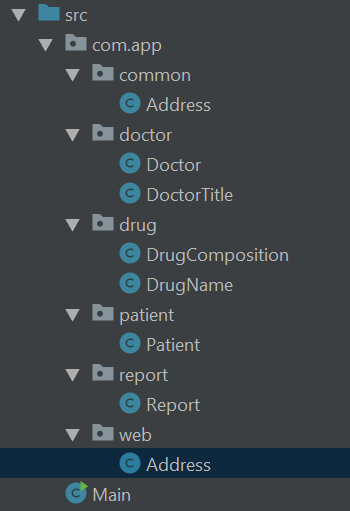 src
com.app
common
Address
doctor
Doctor
DoctorTitle
drug
DrugComposition
DrugName
patient
Patient
report
Report
web
Address
Main